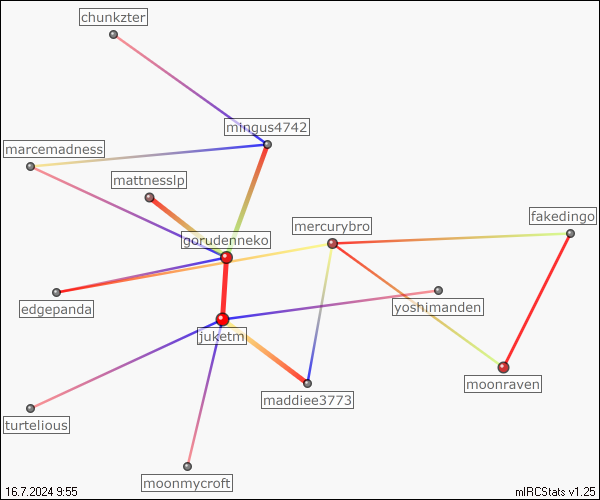 chunkzter
mingus4742
marcemadness
mattnesslp
fakedingo
mercurybro
gorudenneko
edgepanda
yoshimanden
juketm
moonraven
maddiee3773
turtelious
moonmycroft
16.7.2024 9:55
mIRCStats v1.25